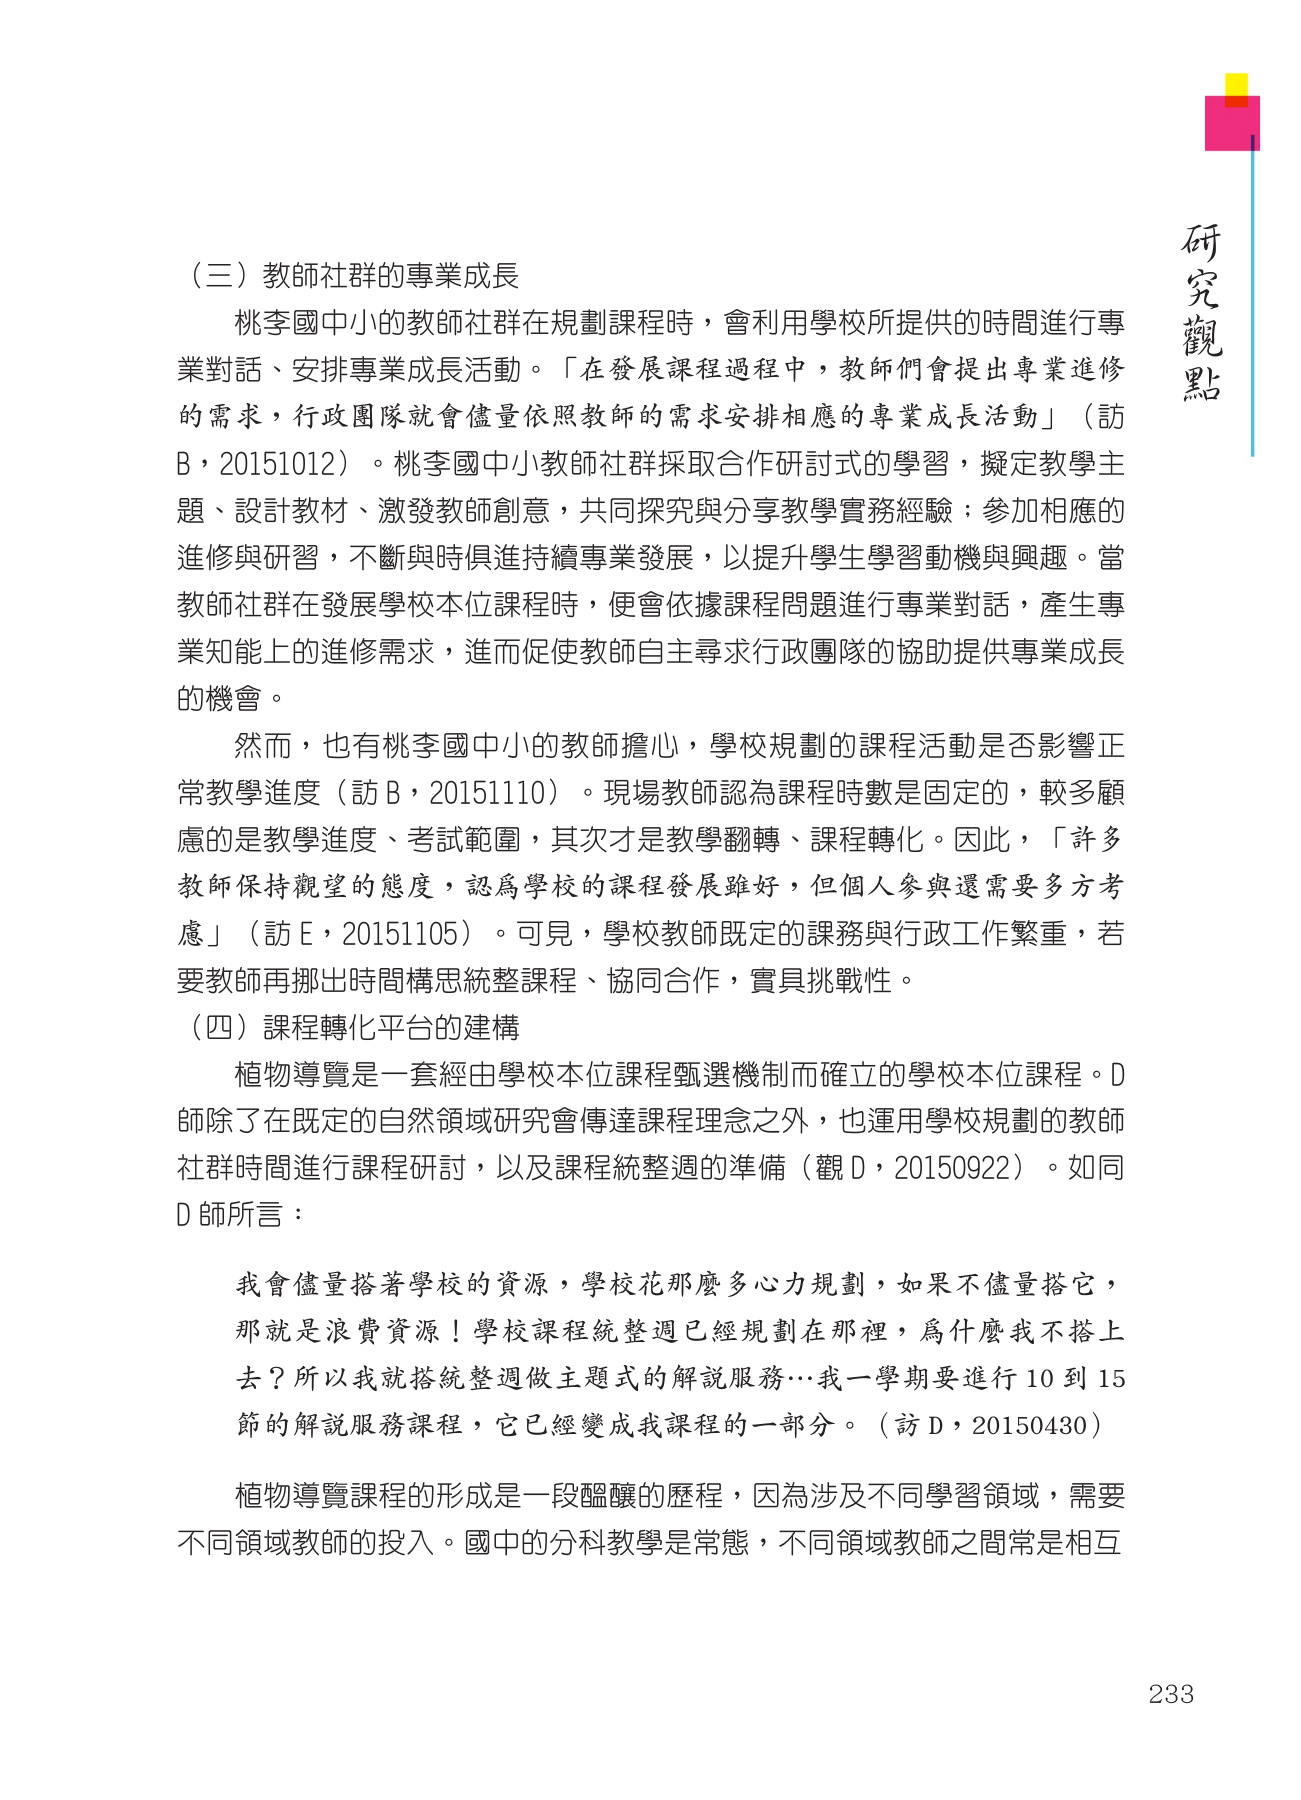 研究觀點
（三）教師社群的專業成長
桃李國中小的教師社群在規劃課程時，會利用學校所提供的時間進行專
業對話、安排專業成長活動。「在發展課程過程中，教師們會提出專業進修
的需求，行政團隊就會儘量依照教師的需求安排相應的專業成長活動」（訪
B，20151012）。桃李國中小教師社群採取合作研討式的學習，擬定教學主
題、設計教材、激發教師創意，共同探究與分享教學實務經驗；參加相應的
進修與研習，不斷與時俱進持續專業發展，以提升學生學習動機與興趣。當
教師社群在發展學校本位課程時，便會依據課程問題進行專業對話，產生專
業知能上的進修需求，進而促使教師自主尋求行政團隊的協助提供專業成長
的機會。
然而，也有桃李國中小的教師擔心，學校規劃的課程活動是否影響正
常教學進度（訪 B，20151110）。現場教師認為課程時數是固定的，較多顧
慮的是教學進度、考試範圍，其次才是教學翻轉、課程轉化。因此，「許多
教師保持觀望的態度，認為學校的課程發展雖好，但個人參與還需要多方考
慮」（訪 E，20151105）。可見，學校教師既定的課務與行政工作繁重，若
要教師再挪出時間構思統整課程、協同合作，實具挑戰性。
（四）課程轉化平台的建構
植物導覽是一套經由學校本位課程甄選機制而確立的學校本位課程。D
師除了在既定的自然領域研究會傳達課程理念之外，也運用學校規劃的教師
社群時間進行課程研討，以及課程統整週的準備（觀 D，20150922）。如同
D 師所言：
我會儘量搭著學校的資源，學校花那麼多心力規劃，如果不儘量搭它，
那就是浪費資源！學校課程統整週已經規劃在那裡，為什麼我不搭上
去？所以我就搭統整週做主題式的解說服務…我一學期要進行 10 到 15
節的解說服務課程，它已經變成我課程的一部分。（訪 D，20150430）
植物導覽課程的形成是一段醞釀的歷程，因為涉及不同學習領域，需要
不同領域教師的投入。國中的分科教學是常態，不同領域教師之間常是相互
233